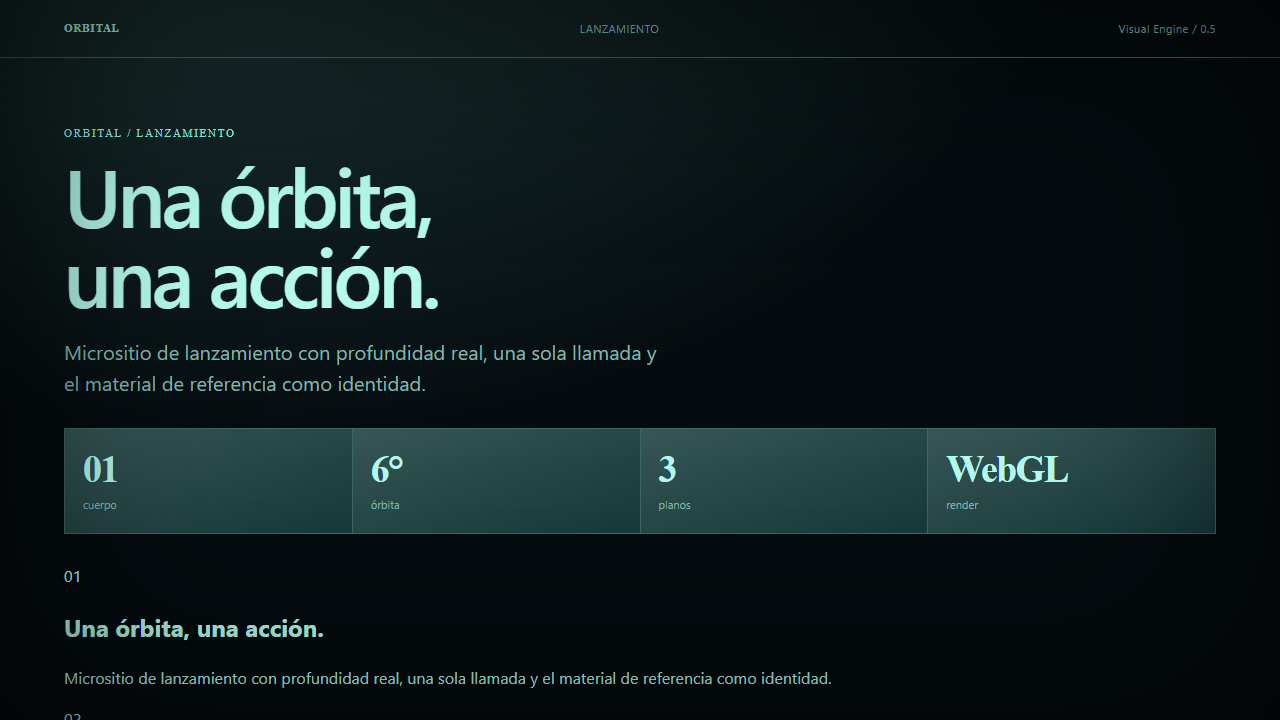 ORBITAL
LANZAMIENTO
Visual Engine / 0.5
ORBITAL / LANZAMIENTO
Una órbita,
una acción.
Micrositio de lanzamiento con profundidad real, una sola llamada y
el material de referencia como identidad.
01
cuerpo
6°
órbita
3
planos
WebGL
render
01
Una órbita, una acción.
Micrositio de lanzamiento con profundidad real, una sola llamada y el material de referencia como identidad.
02